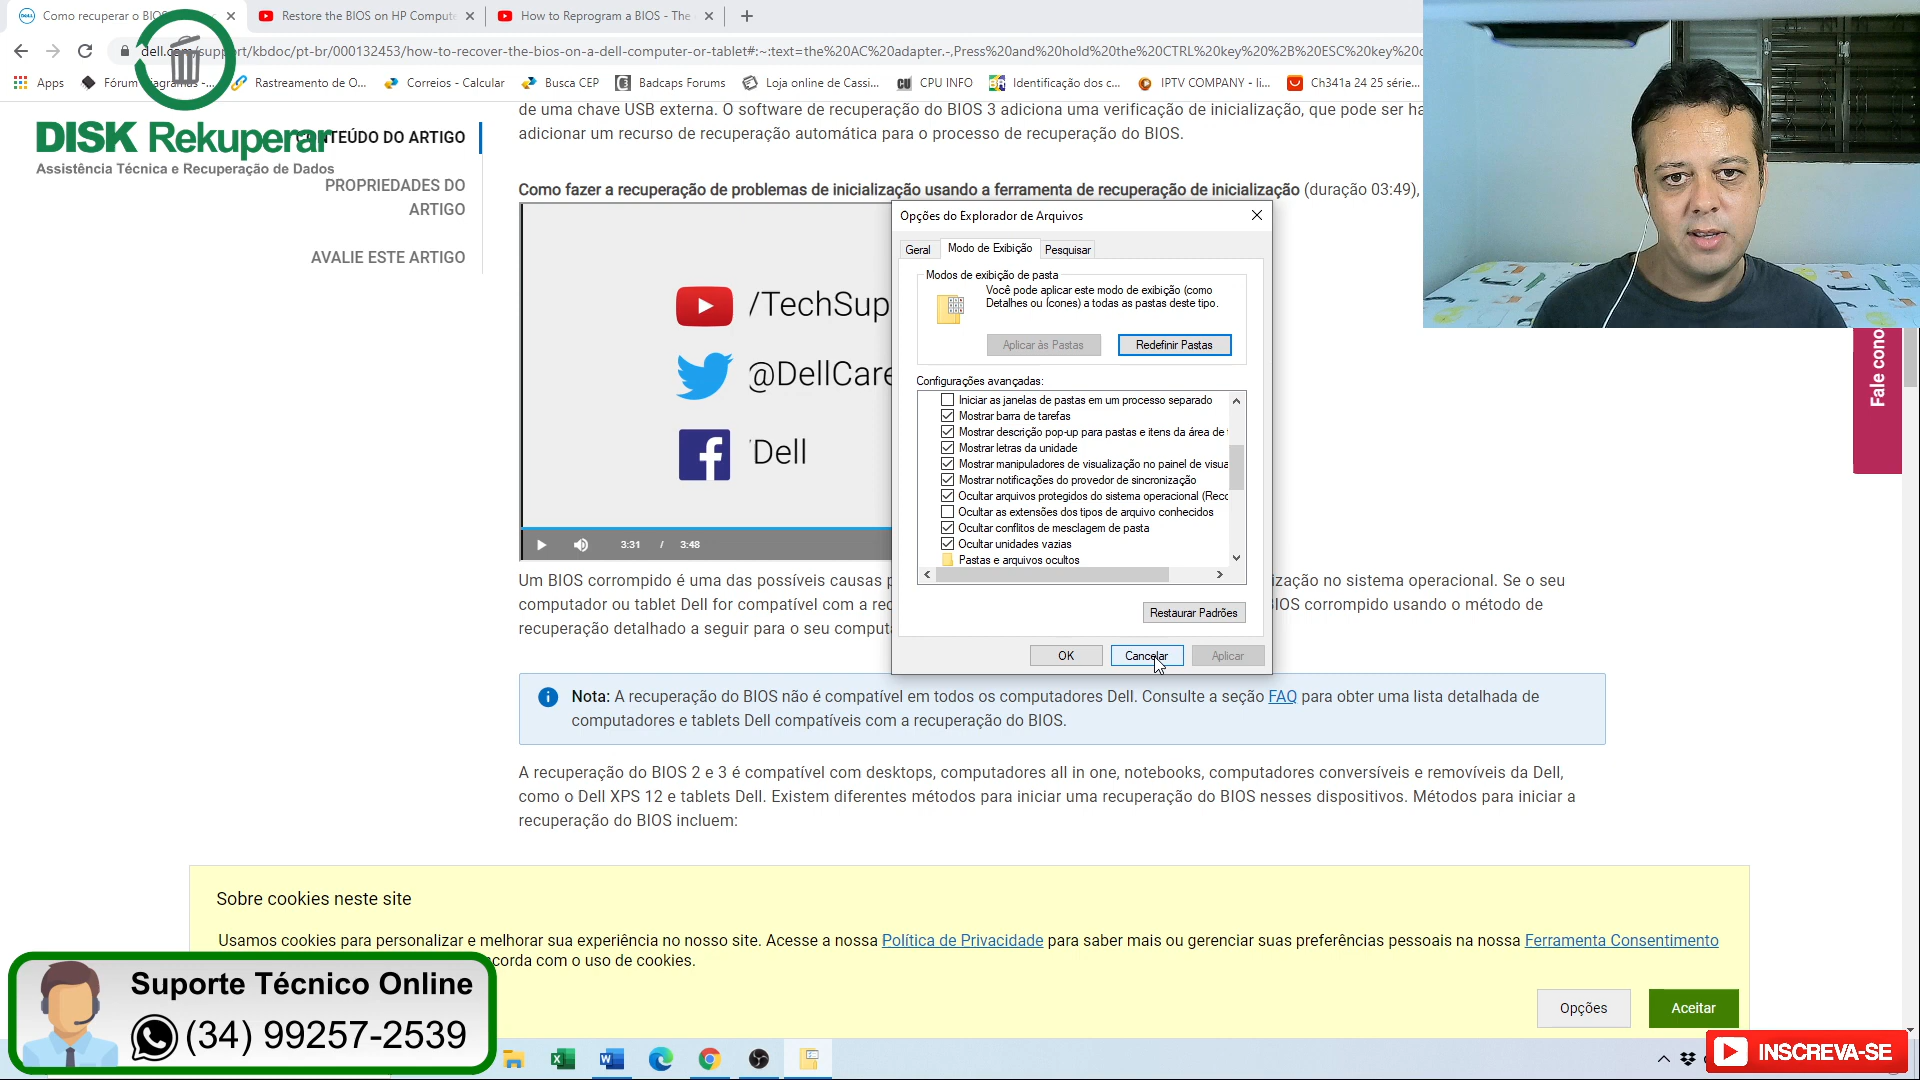 Como recuperar o BIOS
Restore the BIOS on HP Compute
How to Reprogram a BIOS - The
dell.com/support/kbdoc/pt-br/000132453/how-to-recover-the-bios-on-a-dell-computer-or-tablet#:~:text=the%20AC%20adapter.-,Press%20and%20hold%20the%20CTRL%20key%20%2B%20ESC%20key%20
Apps
Fórum
Rastreamento de O...
Correios - Calcular
Busca CEP
Badcaps Forums
Loja online de Cassi...
CPU INFO
Identificação dos c...
IPTV COMPANY - li...
Ch341a 24 25 série...
DISK Rekuperar
Assistência Técnica e Recuperação de Dados
DO ARTIGO
PROPRIEDADES DO
ARTIGO
AVALIE ESTE ARTIGO
de uma chave USB externa. O software de recuperação do BIOS 3 adiciona uma verificação de inicialização, que pode ser ha
adicionar um recurso de recuperação automática para o processo de recuperação do BIOS.
Como fazer a recuperação de problemas de inicialização usando a ferramenta de recuperação de inicialização (duração 03:49),
/TechSup
@DellCare
/Dell
3:31 / 3:48
Opções do Explorador de Arquivos
Geral
Modo de Exibição
Pesquisar
Modos de exibição de pasta
Você pode aplicar este modo de exibição (como
Detalhes ou Ícones) a todas as pastas deste tipo.
Aplicar às Pastas
Redefinir Pastas
Configurações avançadas:
Iniciar as janelas de pastas em um processo separado
Mostrar barra de tarefas
Mostrar descrição pop-up para pastas e itens da área de
Mostrar letras da unidade
Mostrar manipuladores de visualização no painel de visua
Mostrar notificações do provedor de sincronização
Ocultar arquivos protegidos do sistema operacional (Reco
Ocultar as extensões dos tipos de arquivo conhecidos
Ocultar conflitos de mesclagem de pasta
Ocultar unidades vazias
Pastas e arquivos ocultos
Restaurar Padrões
OK
Cancelar
Aplicar
Fale cono
Um BIOS corrompido é uma das possíveis causas p ização no sistema operacional. Se o seu
computador ou tablet Dell for compatível com a rec IOS corrompido usando o método de
recuperação detalhado a seguir para o seu computa
Nota: A recuperação do BIOS não é compatível em todos os computadores Dell. Consulte a seção FAQ para obter uma lista detalhada de
computadores e tablets Dell compatíveis com a recuperação do BIOS.
A recuperação do BIOS 2 e 3 é compatível com desktops, computadores all in one, notebooks, computadores conversíveis e removíveis da Dell,
como o Dell XPS 12 e tablets Dell. Existem diferentes métodos para iniciar uma recuperação do BIOS nesses dispositivos. Métodos para iniciar a
recuperação do BIOS incluem:
Sobre cookies neste site
Usamos cookies para personalizar e melhorar sua experiência no nosso site. Acesse a nossa Política de Privacidade para saber mais ou gerenciar suas preferências pessoais na nossa Ferramenta Consentimento
corda com o uso de cookies.
Opções
Aceitar
Suporte Técnico Online
(34) 99257-2539
INSCREVA-SE